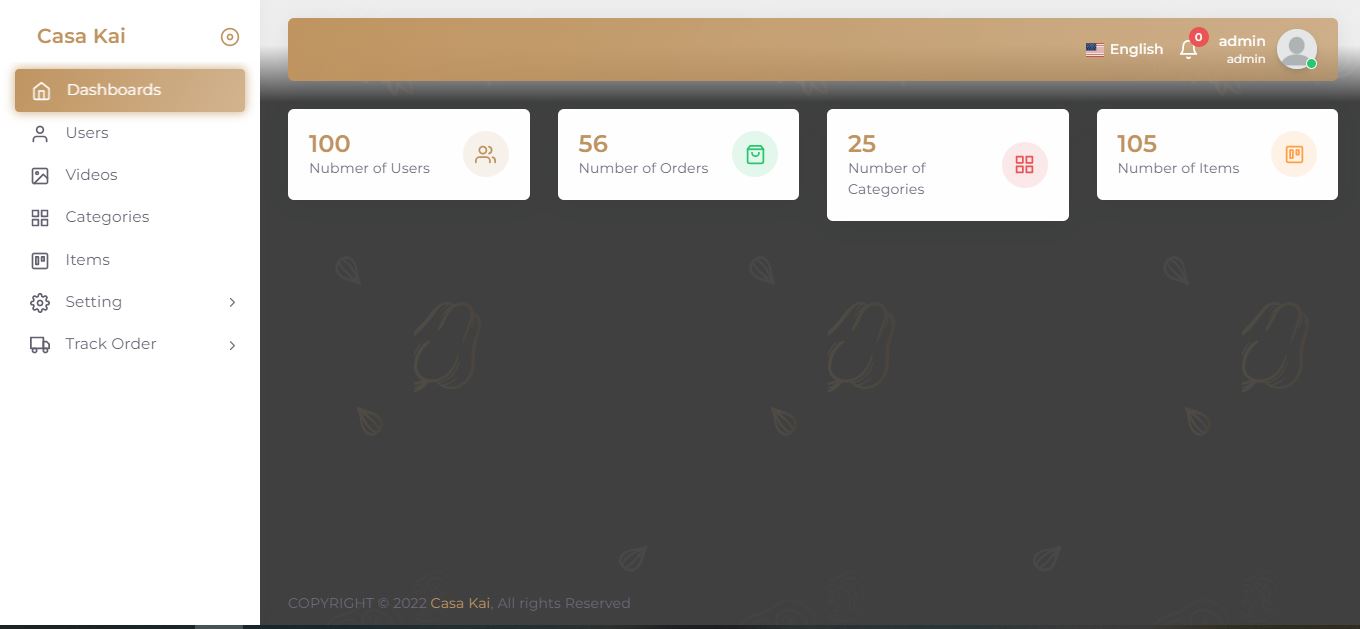 Casa Kai
Dashboards
Users
Videos
Categories
Items
Setting
Track Order
English
0
admin
admin
100
Nubmer of Users
56
Number of Orders
25
Number of
Categories
105
Number of Items
COPYRIGHT © 2022 Casa Kai, All rights Reserved